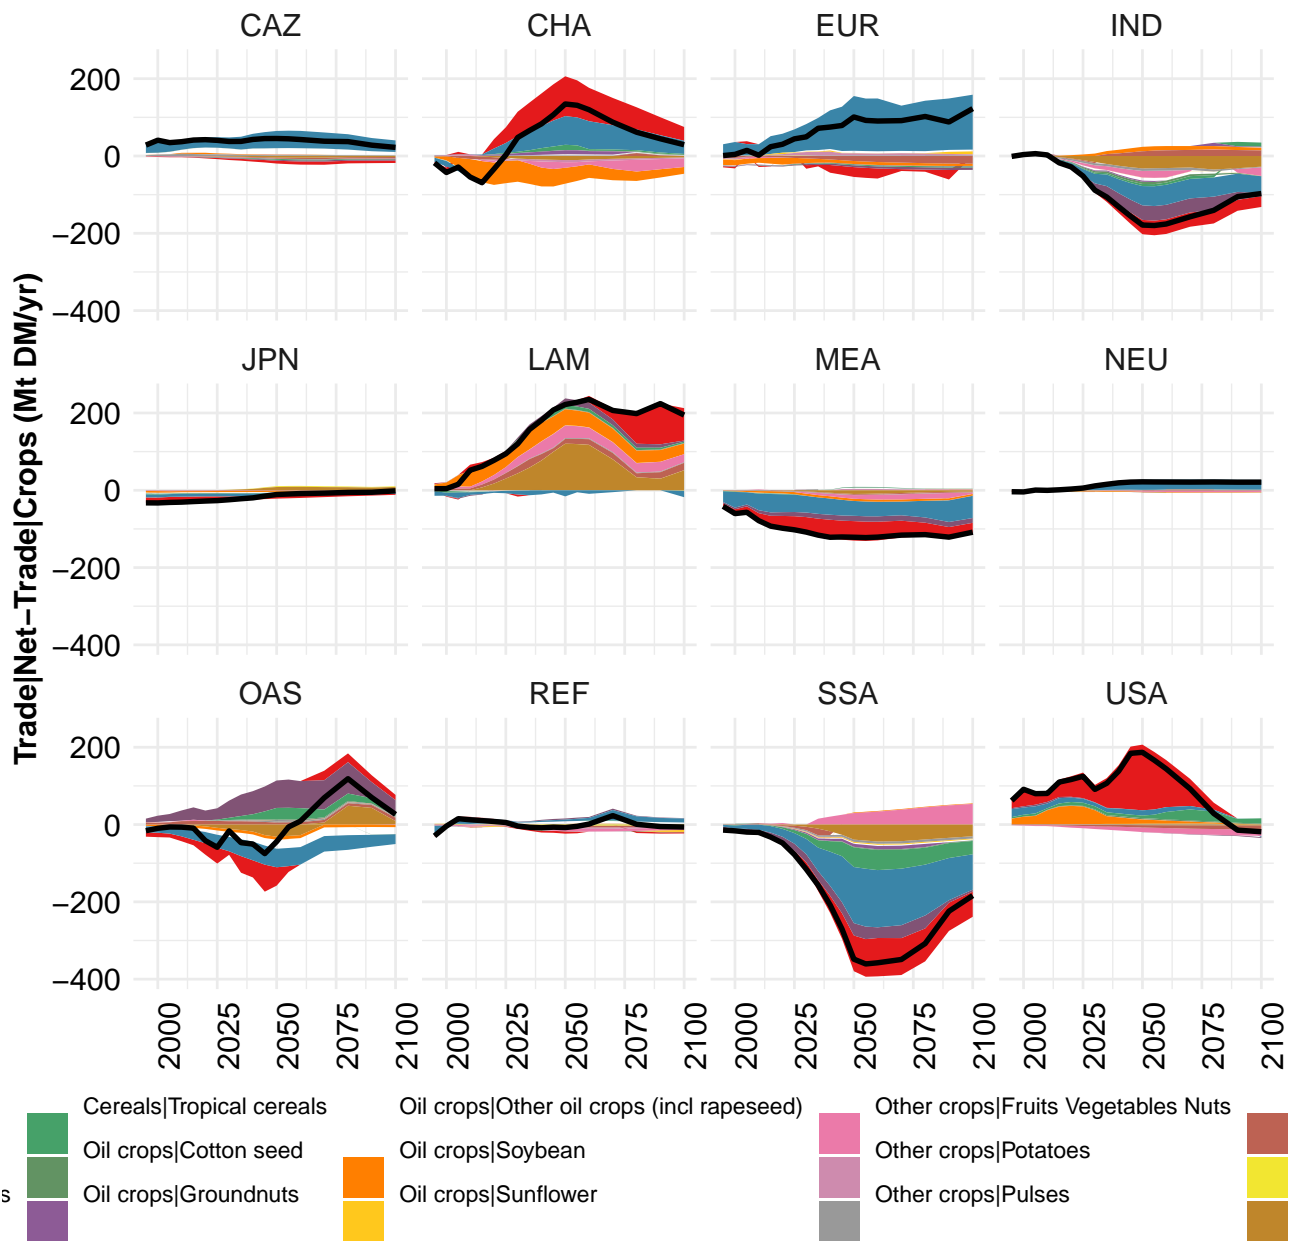 Trade|Net−Trade|Crops (Mt DM/yr)
CAZ CHA EUR IND
200
0
−200
−400
JPN LAM MEA NEU
200
0
−200
−400
OAS REF SSA USA
200
0
−200
−400
2000 2025 2050 2075 2100 2000 2025 2050 2075 2100 2000 2025 2050 2075 2100 2000 2025 2050 2075 2100
Cereals|Tropical cereals Oil crops|Other oil crops (incl rapeseed) Other crops|Fruits Vegetables Nuts
Oil crops|Cotton seed Oil crops|Soybean Other crops|Potatoes
s Oil crops|Groundnuts Oil crops|Sunflower Other crops|Pulses